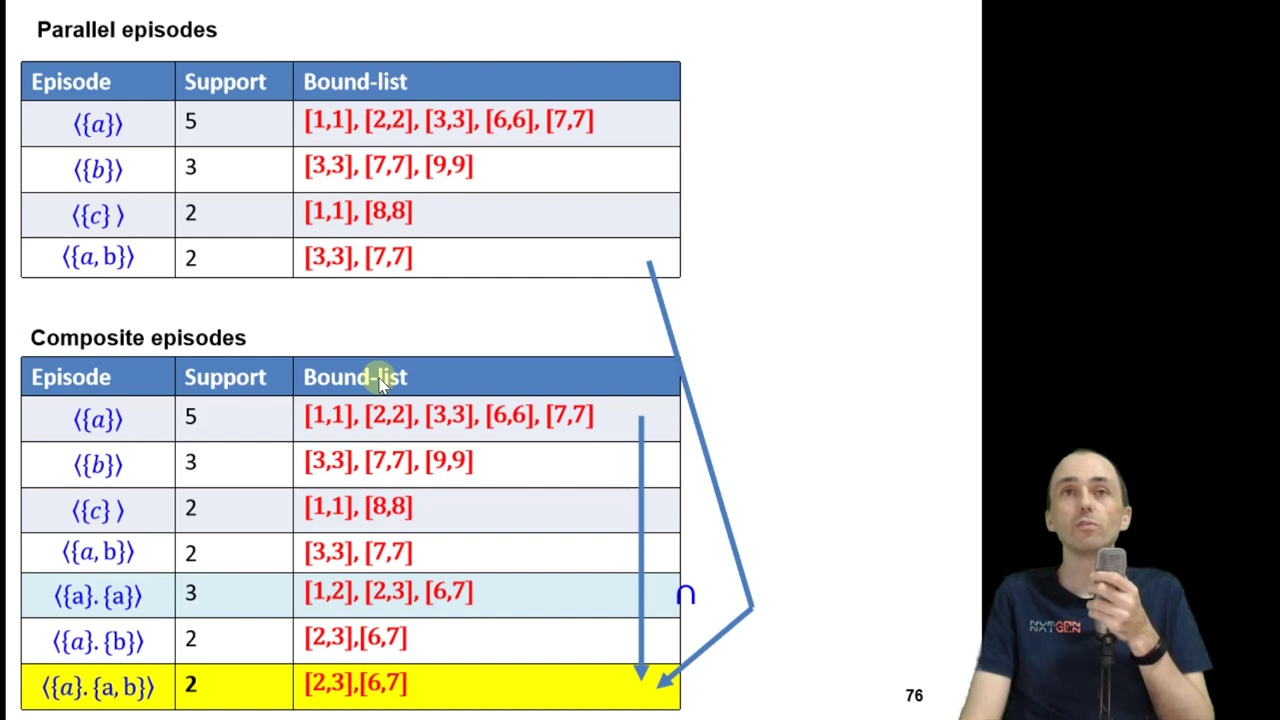 Parallel episodes
Episode Support Bound-list
⟨{a}⟩ 5 [1,1], [2,2], [3,3], [6,6], [7,7]
⟨{b}⟩ 3 [3,3], [7,7], [9,9]
⟨{c} ⟩ 2 [1,1], [8,8]
⟨{a, b}⟩ 2 [3,3], [7,7]
Composite episodes
Episode Support Bound-list
⟨{a}⟩ 5 [1,1], [2,2], [3,3], [6,6], [7,7]
⟨{b}⟩ 3 [3,3], [7,7], [9,9]
⟨{c} ⟩ 2 [1,1], [8,8]
⟨{a, b}⟩ 2 [3,3], [7,7]
⟨{a}. {a}⟩ 3 [1,2], [2,3], [6,7]
∩
⟨{a}. {b}⟩ 2 [2,3],[6,7]
⟨{a}. {a, b}⟩ 2 [2,3],[6,7]
76